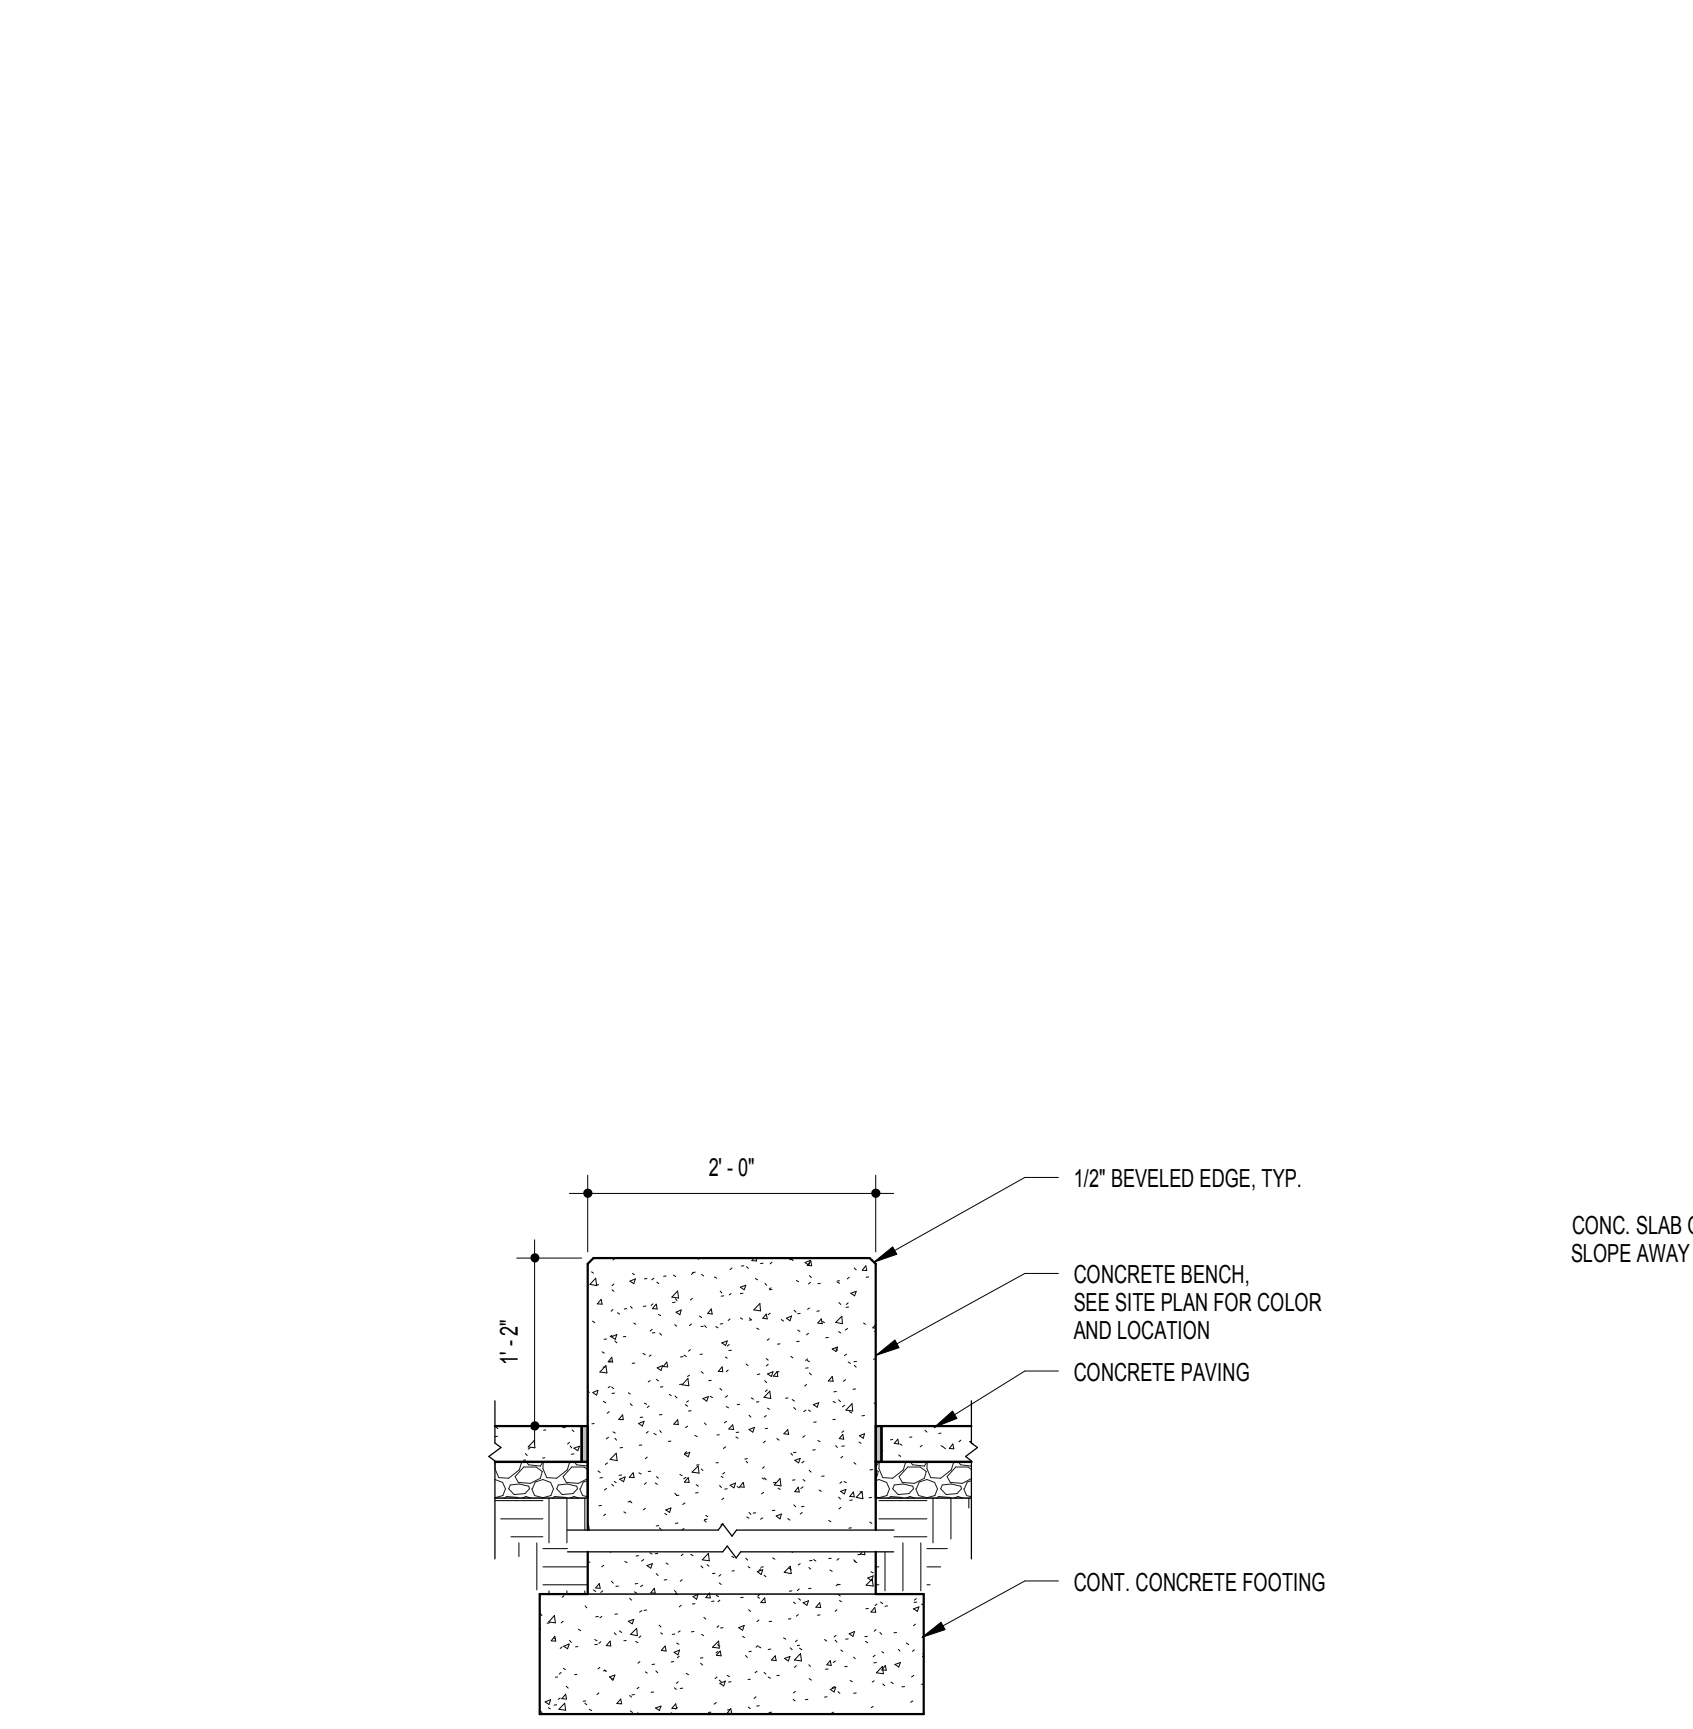 2' - 0"
1/2" BEVELED EDGE, TYP.
CONC. SLAB
SLOPE AWAY
CONCRETE BENCH,
SEE SITE PLAN FOR COLOR
AND LOCATION
1' - 2"
CONCRETE PAVING
CONT. CONCRETE FOOTING